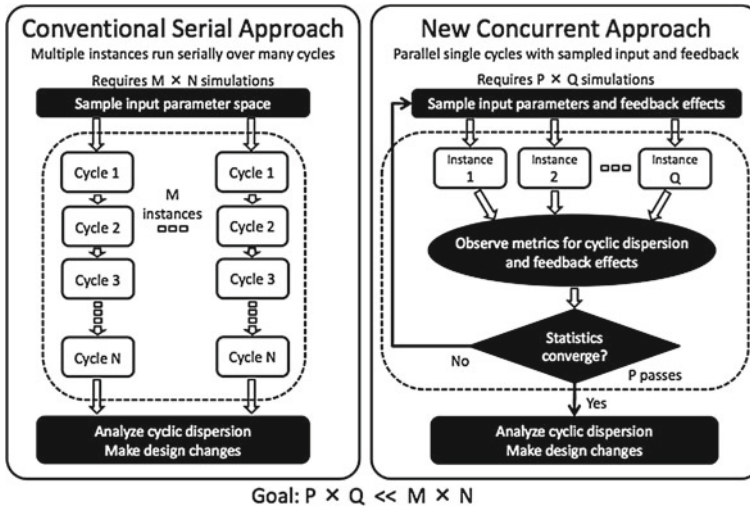 Conventional Serial Approach
Multiple instances run serially over many cycles
Requires M × N simulations
Sample input parameter space
Cycle 1
Cycle 1
M
instances
Cycle 2
Cycle 2
Cycle 3
Cycle 3
Cycle N
Cycle N
Analyze cyclic dispersion
Make design changes
New Concurrent Approach
Parallel single cycles with sampled input and feedback
Requires P × Q simulations
Sample input parameters and feedback effects
Instance
1
Instance
2
Instance
Q
Observe metrics for cyclic dispersion
and feedback effects
Statistics
converge?
No
P passes
Yes
Analyze cyclic dispersion
Make design changes
Goal: P × Q << M × N